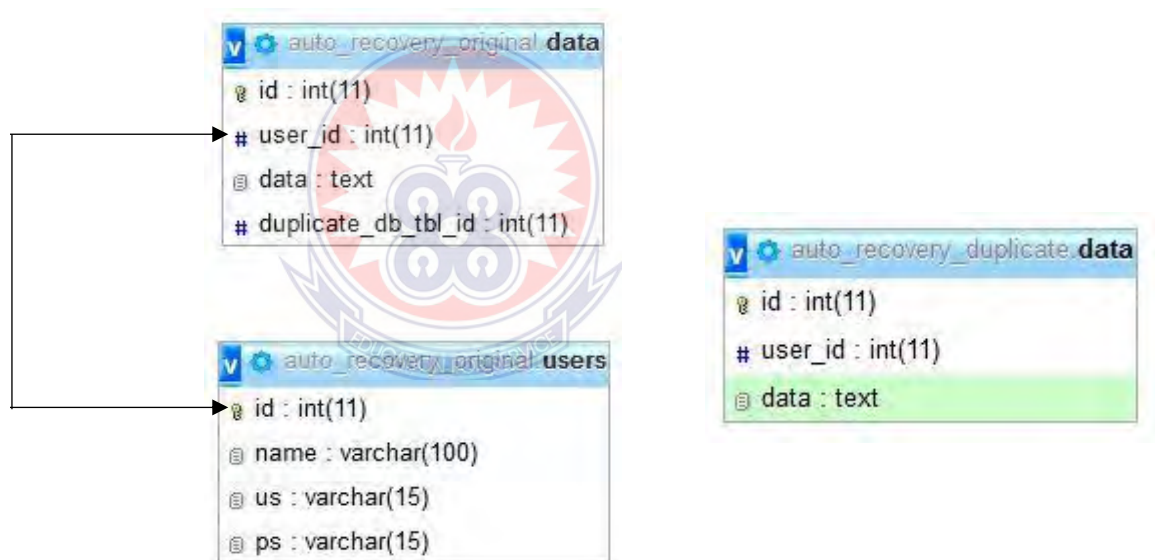 v auto_recovery_original.data
id : int(11)
# user_id : int(11)
data : text
# duplicate_db_tbl_id : int(11)
v auto_recovery_original.users
id : int(11)
name : varchar(100)
us : varchar(15)
ps : varchar(15)
v auto_recovery_duplicate.data
id : int(11)
# user_id : int(11)
data : text